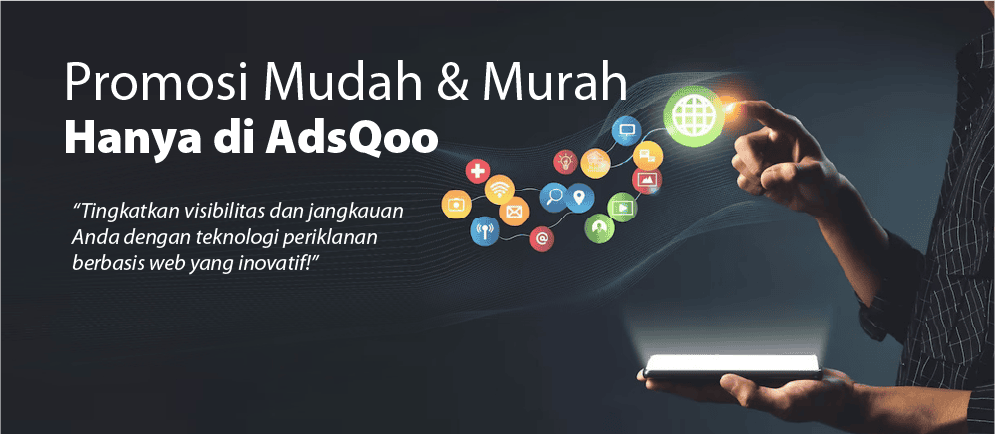 Promosi Mudah & Murah
Hanya di AdsQoo
“Tingkatkan visibilitas dan jangkauan
Anda dengan teknologi periklanan
berbasis web yang inovatif!”
@